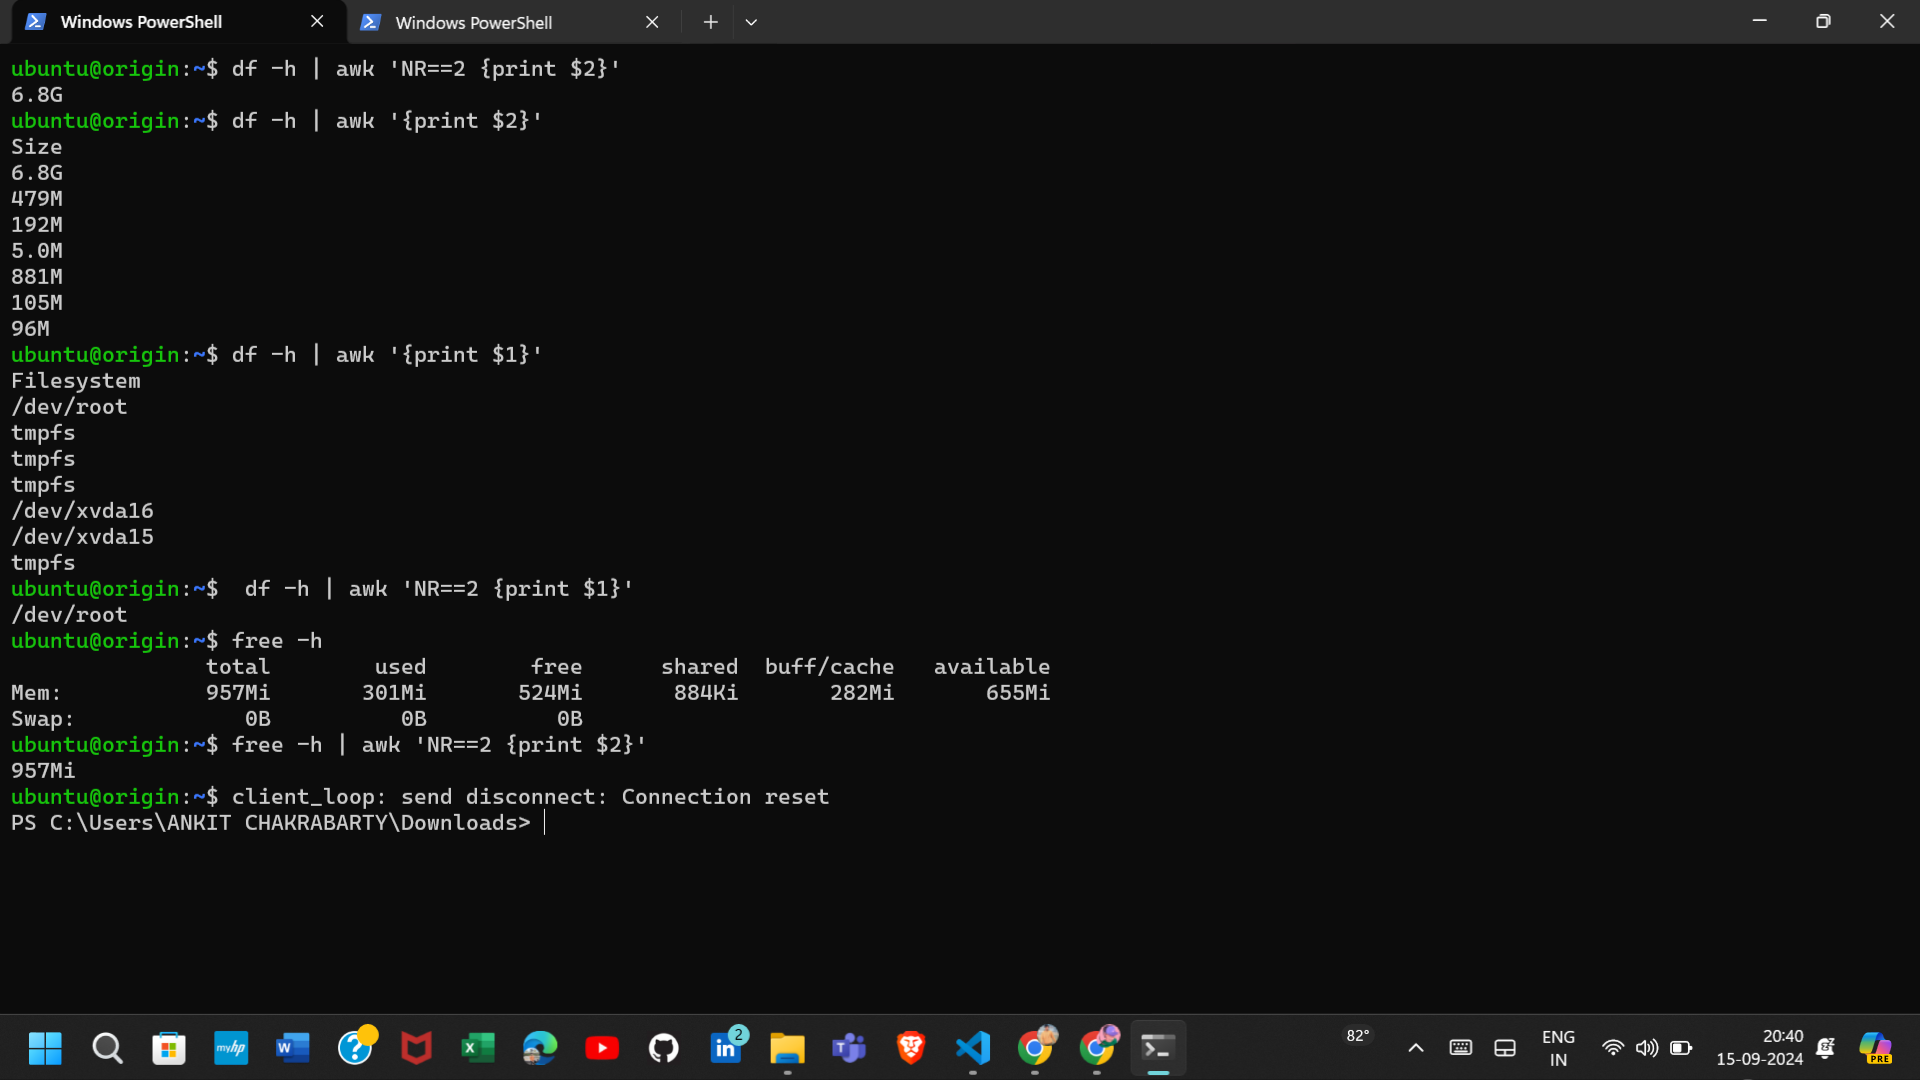 Windows PowerShell
Windows PowerShell
ubuntu@origin:~$ df -h | awk 'NR==2 {print $2}'
6.8G
ubuntu@origin:~$ df -h | awk '{print $2}'
Size
6.8G
479M
192M
5.0M
881M
105M
96M
ubuntu@origin:~$ df -h | awk '{print $1}'
Filesystem
/dev/root
tmpfs
tmpfs
tmpfs
/dev/xvda16
/dev/xvda15
tmpfs
ubuntu@origin:~$  df -h | awk 'NR==2 {print $1}'
/dev/root
ubuntu@origin:~$ free -h
               total        used        free      shared  buff/cache   available
Mem:           957Mi       301Mi       524Mi       884Ki       282Mi       655Mi
Swap:             0B          0B          0B
ubuntu@origin:~$ free -h | awk 'NR==2 {print $2}'
957Mi
ubuntu@origin:~$ client_loop: send disconnect: Connection reset
PS C:\Users\ANKIT CHAKRABARTY\Downloads>
myhp
W
?
X
in
2
T
82°
ENG
IN
20:40
15-09-2024
PRE